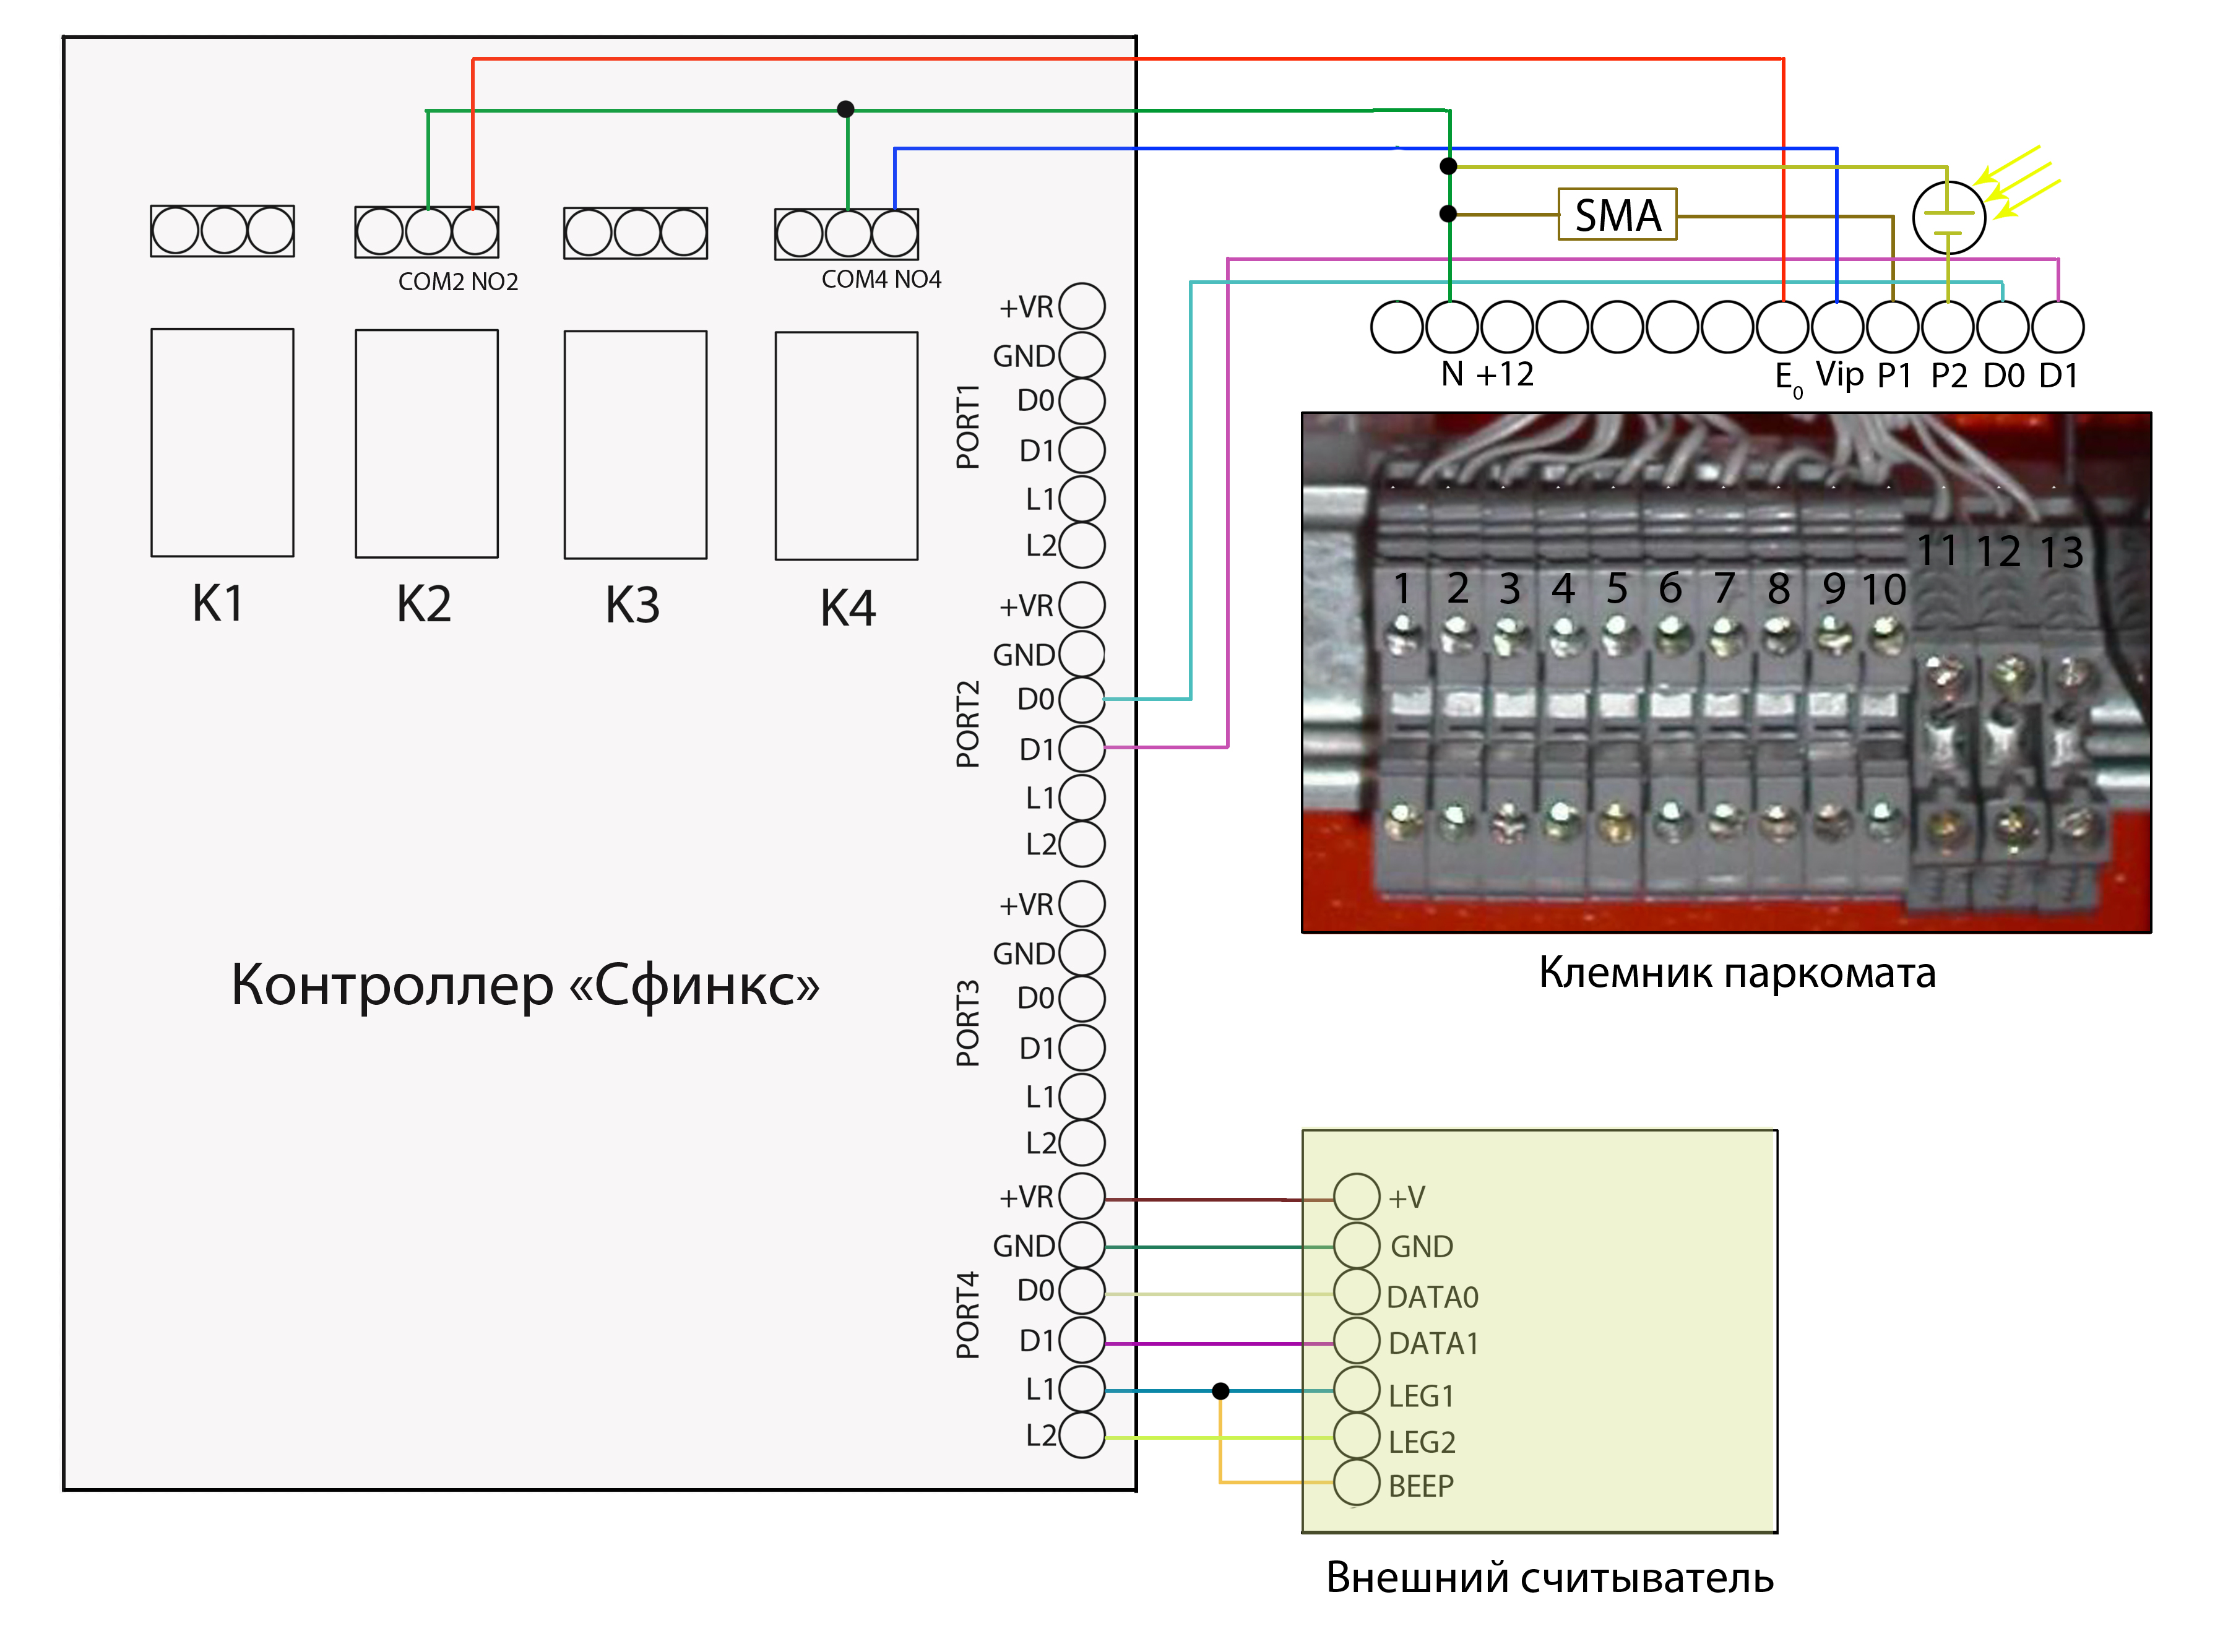 SMA
COM2 NO2
COM4 NO4
N +12 E0 Vip P1 P2 D0 D1
K1 K2 K3 K4
PORT1
+VR
GND
D0
D1
L1
L2
PORT2
+VR
GND
D0
D1
L1
L2
PORT3
+VR
GND
D0
D1
L1
L2
PORT4
+VR
GND
D0
D1
L1
L2
Контроллер «Сфинкс»
1 2 3 4 5 6 7 8 9 10 11 12 13
Клемник паркомата
+V
GND
DATA0
DATA1
LEG1
LEG2
BEEP
Внешний считыватель